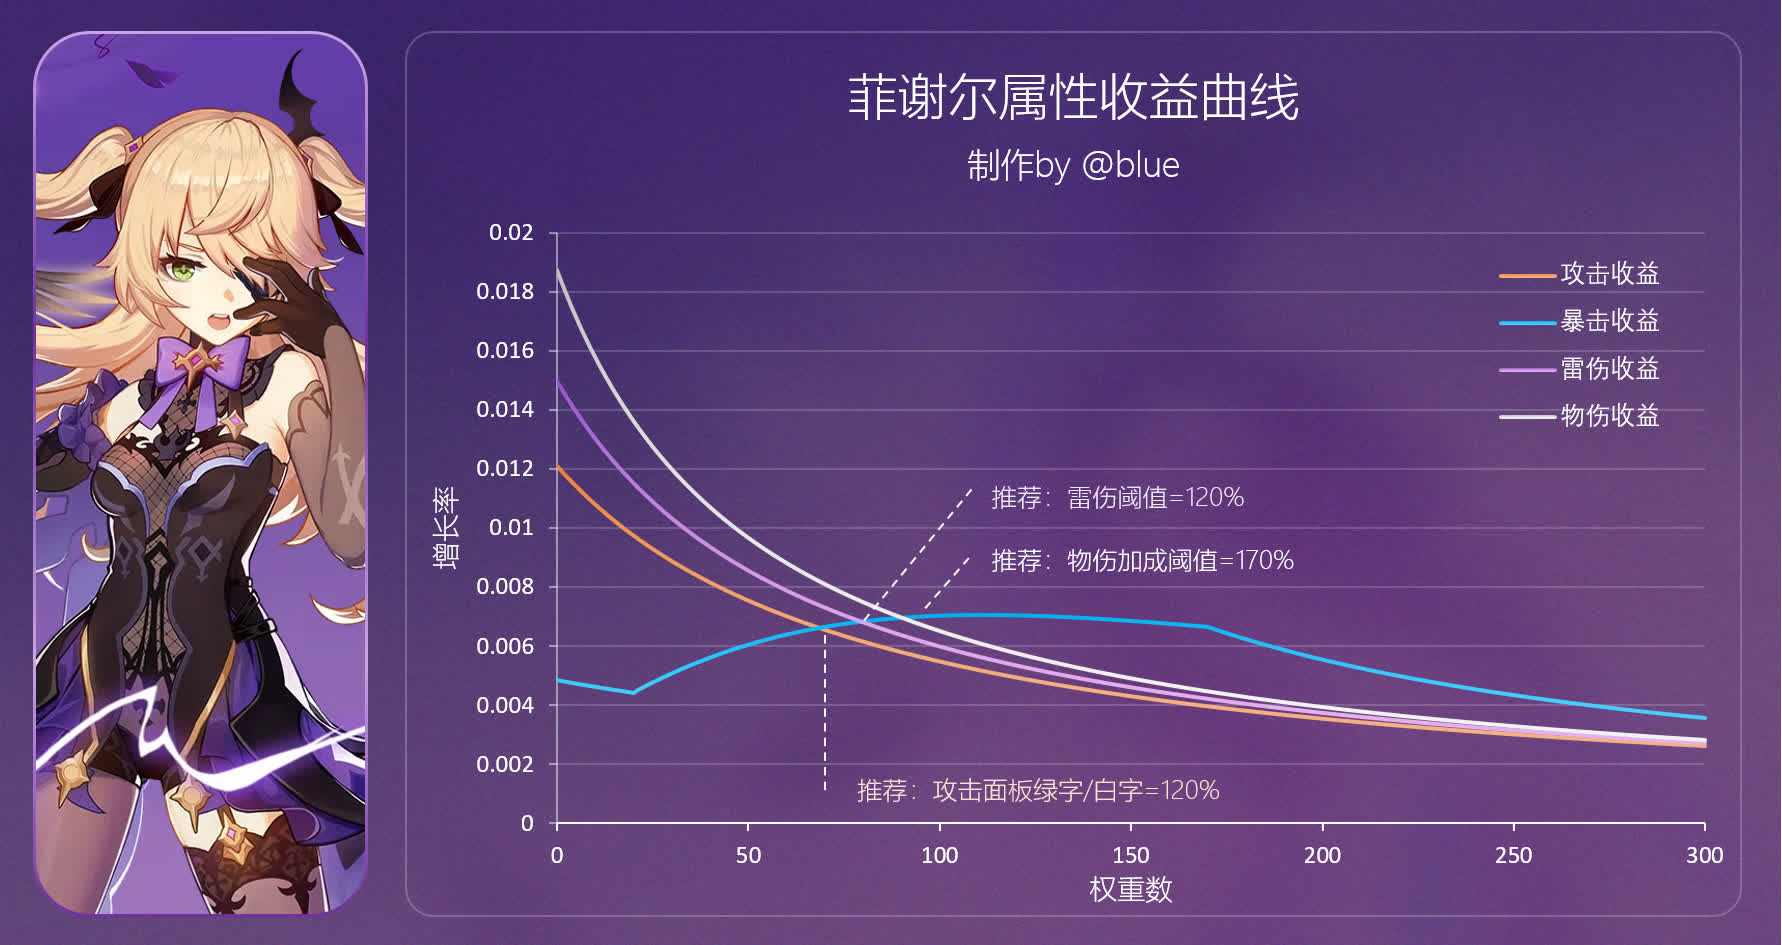 菲谢尔属性收益曲线
制作by @blue
0.02
0.018
0.016
0.014
0.012
0.01
0.008
0.006
0.004
0.002
0
增长率
攻击收益
暴击收益
雷伤收益
物伤收益
推荐：雷伤阈值=120%
推荐：物伤加成阈值=170%
推荐：攻击面板绿字/白字=120%
0 50 100 150 200 250 300
权重数